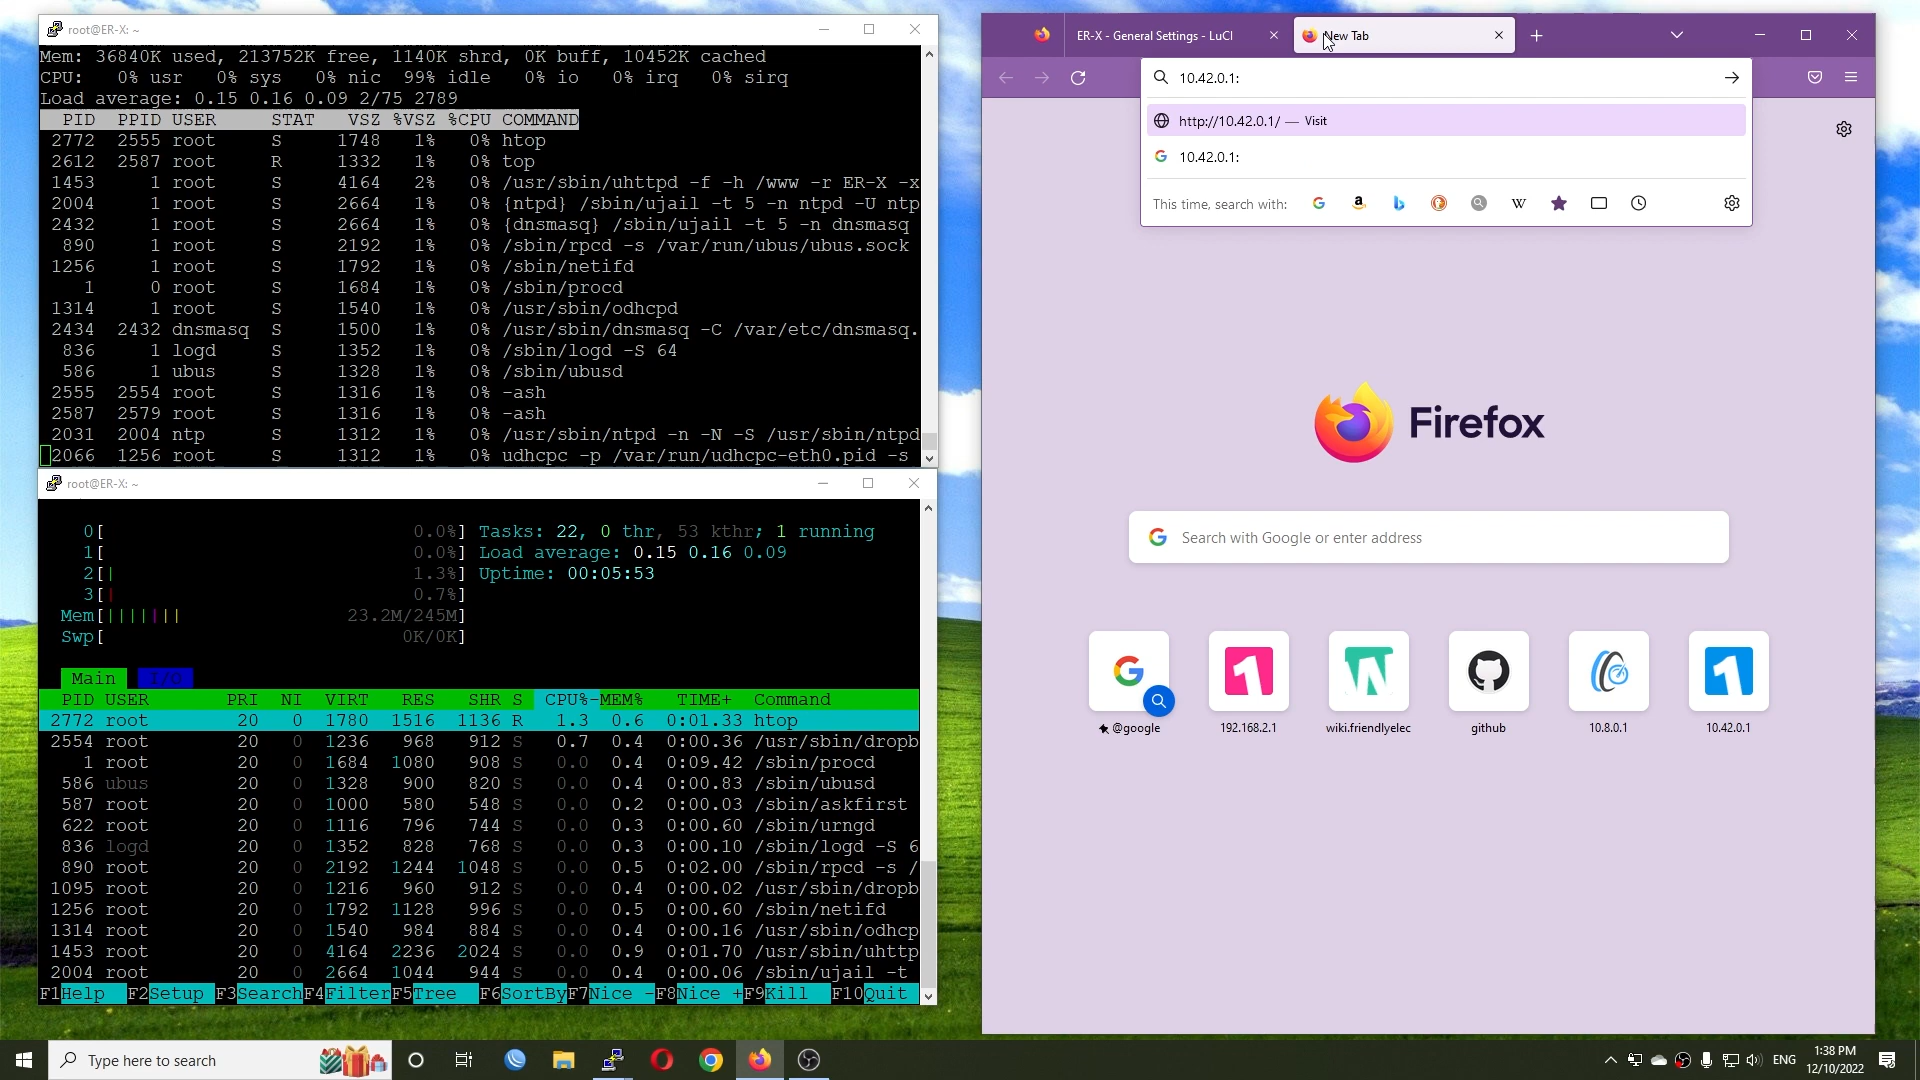 root@ER-X: ~
Mem: 36840K used, 213752K free, 1140K shrd, 0K buff, 10452K cached
CPU:   0% usr   0% sys   0% nic  99% idle   0% io   0% irq   0% sirq
Load average: 0.15 0.16 0.09 2/75 2789
PID  PPID USER     STAT   VSZ %VSZ %CPU COMMAND
2772  2555 root     S     1748   1%   0% htop
2612  2587 root     R     1332   1%   0% top
1453     1 root     S     4164   2%   0% /usr/sbin/uhttpd -f -h /www -r ER-X -x
2004     1 root     S     2664   1%   0% {ntpd} /sbin/ujail -t 5 -n ntpd -U ntp
2432     1 root     S     2664   1%   0% {dnsmasq} /sbin/ujail -t 5 -n dnsmasq
890     1 root     S     2192   1%   0% /sbin/rpcd -s /var/run/ubus/ubus.sock
1256     1 root     S     1792   1%   0% /sbin/netifd
1     0 root     S     1684   1%   0% /sbin/procd
1314     1 root     S     1540   1%   0% /usr/sbin/odhcpd
2434  2432 dnsmasq  S     1500   1%   0% /usr/sbin/dnsmasq -C /var/etc/dnsmasq.
836     1 logd     S     1352   1%   0% /sbin/logd -S 64
586     1 ubus     S     1328   1%   0% /sbin/ubusd
2555  2554 root     S     1316   1%   0% -ash
2587  2579 root     S     1316   1%   0% -ash
2031  2004 ntp      S     1312   1%   0% /usr/sbin/ntpd -n -N -S /usr/sbin/ntpd
2066  1256 root     S     1312   1%   0% udhcpc -p /var/run/udhcpc-eth0.pid -s
root@ER-X: ~
0[ 0.0%] Tasks: 22, 0 thr, 53 kthr; 1 running
1[ 0.0%] Load average: 0.15 0.16 0.09
2[| 1.3%] Uptime: 00:05:53
3[| 0.7%]
Mem[||||||| 23.2M/245M]
Swp[ 0K/0K]
Main I/O
PID USER       PRI  NI  VIRT   RES   SHR S  CPU%-MEM%   TIME+  Command
2772 root        20   0  1780  1516  1136 R   1.3  0.6  0:01.33 htop
2554 root        20   0  1236   968   912 S   0.7  0.4  0:00.36 /usr/sbin/dropb
1 root        20   0  1684  1080   908 S   0.0  0.4  0:09.42 /sbin/procd
586 ubus        20   0  1328   900   820 S   0.0  0.4  0:00.83 /sbin/ubusd
587 root        20   0  1000   580   548 S   0.0  0.2  0:00.03 /sbin/askfirst
622 root        20   0  1116   796   744 S   0.0  0.3  0:00.60 /sbin/urngd
836 logd        20   0  1352   828   768 S   0.0  0.3  0:00.10 /sbin/logd -S 6
890 root        20   0  2192  1244  1048 S   0.0  0.5  0:02.00 /sbin/rpcd -s /
1095 root        20   0  1216   960   912 S   0.0  0.4  0:00.02 /usr/sbin/dropb
1256 root        20   0  1792  1128   996 S   0.0  0.5  0:00.60 /sbin/netifd
1314 root        20   0  1540   984   884 S   0.0  0.4  0:00.16 /usr/sbin/odhcp
1453 root        20   0  4164  2236  2024 S   0.0  0.9  0:01.70 /usr/sbin/uhttp
2004 root        20   0  2664  1044   944 S   0.0  0.4  0:00.06 /sbin/ujail -t
F1Help  F2Setup F3SearchF4FilterF5Tree  F6SortByF7Nice -F8Nice +F9Kill  F10Quit
ER-X - General Settings - LuCI
New Tab
10.42.0.1:
http://10.42.0.1/ — Visit
10.42.0.1:
This time, search with:
Firefox
Search with Google or enter address
@google
192.168.2.1
wiki.friendlyelec
github
10.8.0.1
10.42.0.1
Type here to search
ENG
1:38 PM
12/10/2022